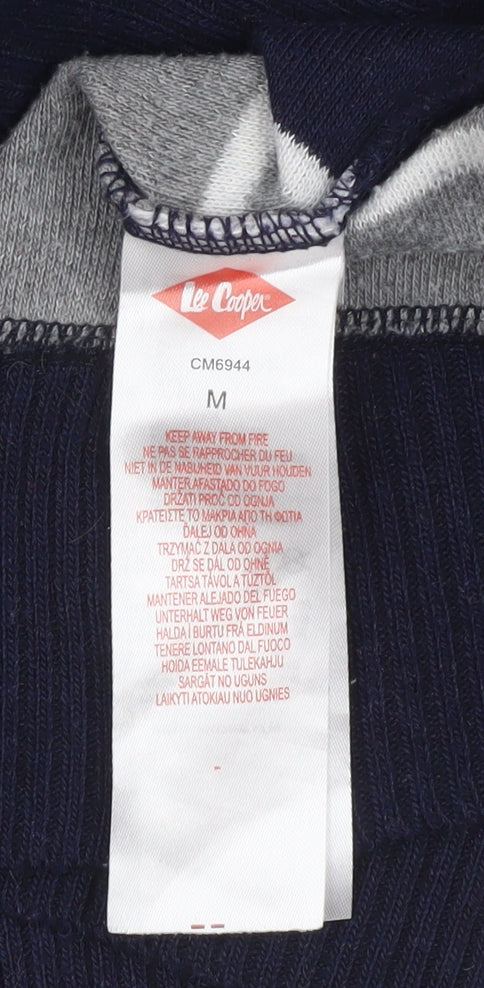 Lee Cooper
CM6944
M
KEEP AWAY FROM FIRE
NE PAS SE RAPPROCHER DU FEU
NIET IN DE NABIJHEID VAN VUUR HOUDEN
MANTER AFASTADO DO FOGO
DRŽATI PROČ OD OGNJA
ΚΡΑΤΕΙΣΤΕ ΤΟ ΜΑΚΡΙΑ ΑΠΟ ΤΗ ΦΩΤΙΑ
ĎALEJ OD OHNA
TRZYMAĆ Z DALA OD OGNIA
DRŽ SE DÁL OD OHNĚ
TARTSA TÁVOL A TŰZTŐL
MANTENER ALEJADO DEL FUEGO
UNTERHALT WEG VON FEUER
HALDA Í BURTU FRÁ ELDINUM
TENERE LONTANO DAL FUOCO
HOIDA EEMALE TULEKAHJU
SARGĀT NO UGUNS
LAIKYTI ATOKIAU NUO UGNIES